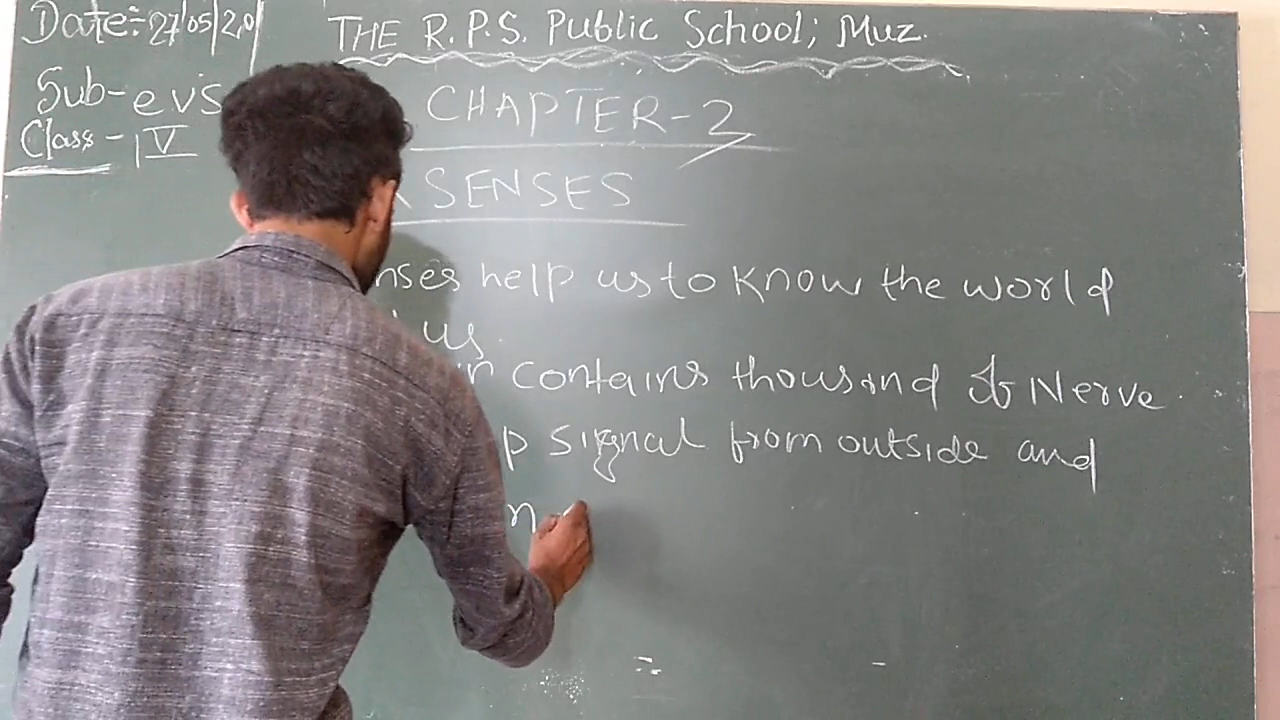 Date:- 27/05/20
THE R.P.S. Public School; Muz.
Sub- evs
Class - IV
CHAPTER-2
SENSES
nses help us to know the world
us.
contains thousand of Nerve
p signal from outside and
n